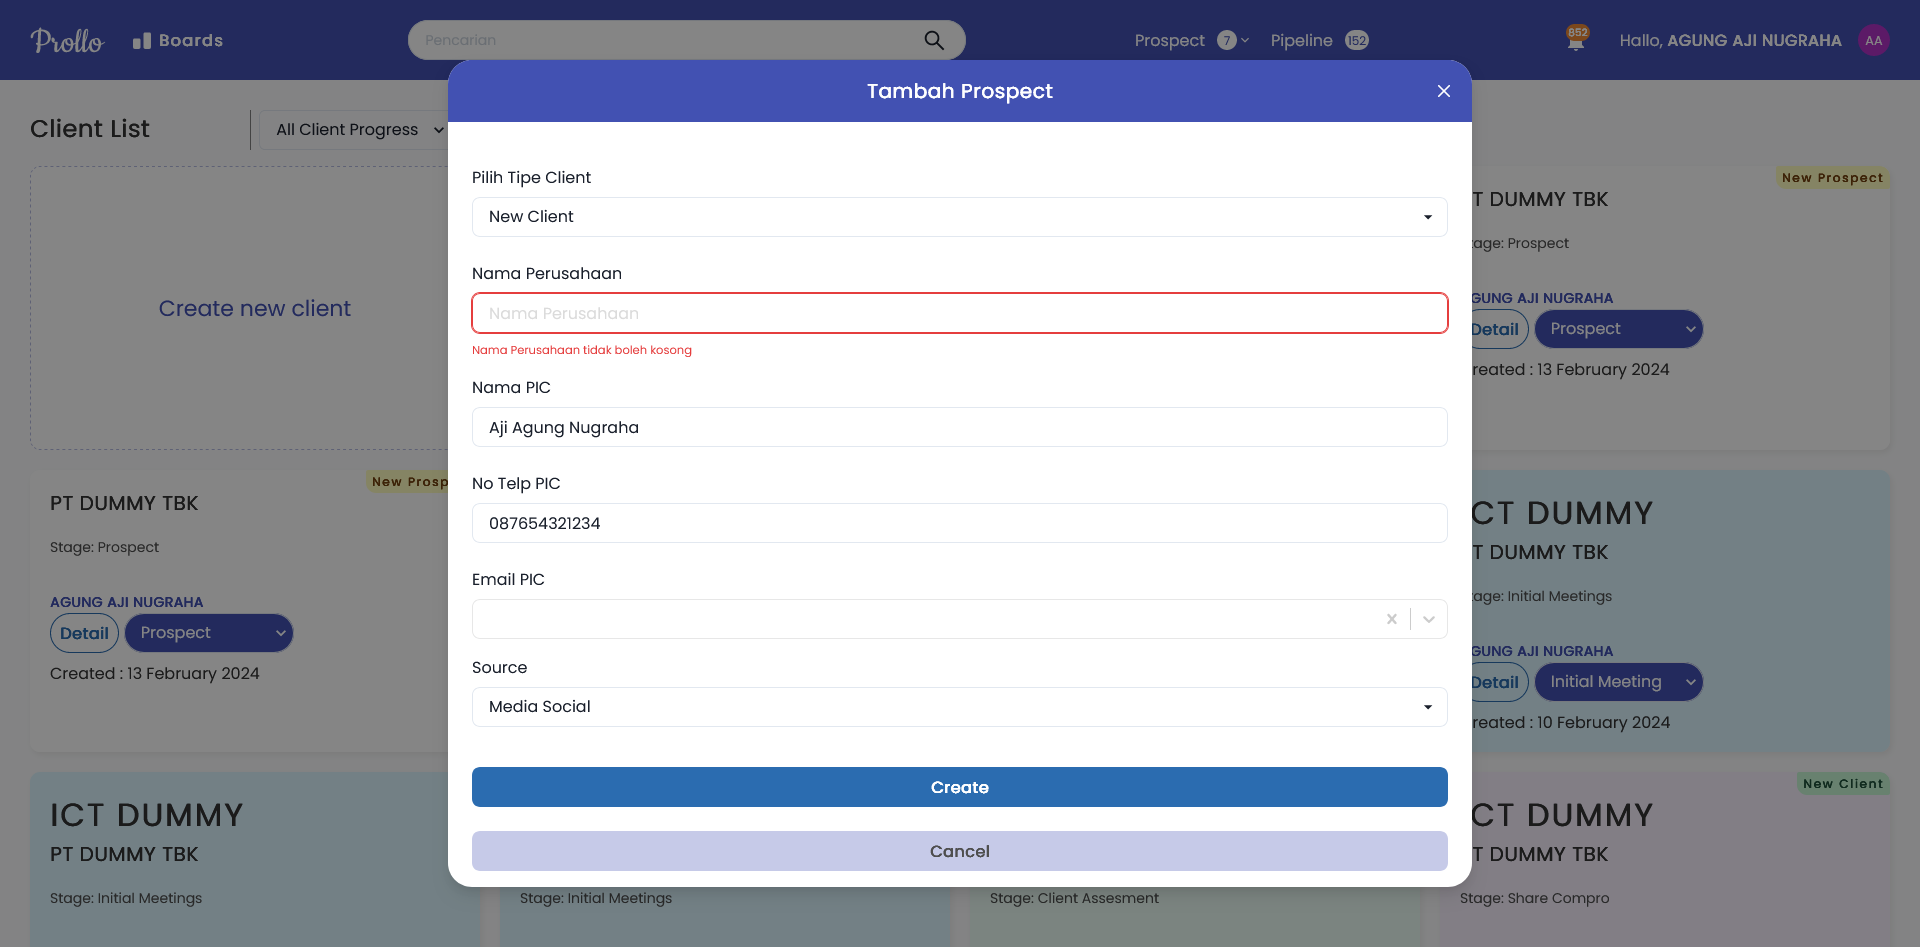 Prollo
Boards
Pencarian
Prospect 7
Pipeline 152
852
Hallo, AGUNG AJI NUGRAHA
AA
Client List
All Client Progress
Create new client
Tambah Prospect
Pilih Tipe Client
New Client
Nama Perusahaan
Nama Perusahaan
Nama Perusahaan tidak boleh kosong
Nama PIC
Aji Agung Nugraha
No Telp PIC
087654321234
Email PIC
Source
Media Social
Create
Cancel
New Prospect
T DUMMY TBK
tage: Prospect
GUNG AJI NUGRAHA
Detail
Prospect
reated : 13 February 2024
New Prosp
PT DUMMY TBK
Stage: Prospect
AGUNG AJI NUGRAHA
Detail
Prospect
Created : 13 February 2024
CT DUMMY
T DUMMY TBK
tage: Initial Meetings
GUNG AJI NUGRAHA
Detail
Initial Meeting
reated : 10 February 2024
ICT DUMMY
PT DUMMY TBK
Stage: Initial Meetings
Stage: Initial Meetings
Stage: Client Assesment
New Client
CT DUMMY
T DUMMY TBK
Stage: Share Compro